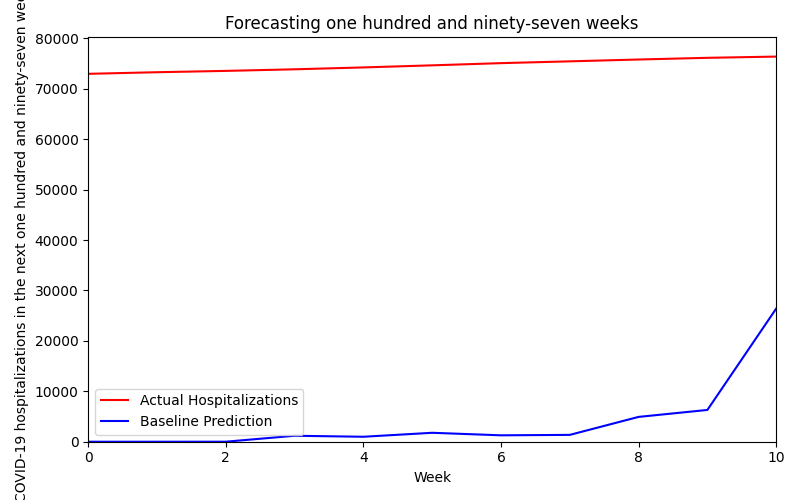 Forecasting one hundred and ninety-seven weeks
COVID-19 hospitalizations in the next one hundred and ninety-seven
80000
70000
60000
50000
40000
30000
20000
10000
0
Actual Hospitalizations
Baseline Prediction
0 2 4 6 8 10
Week